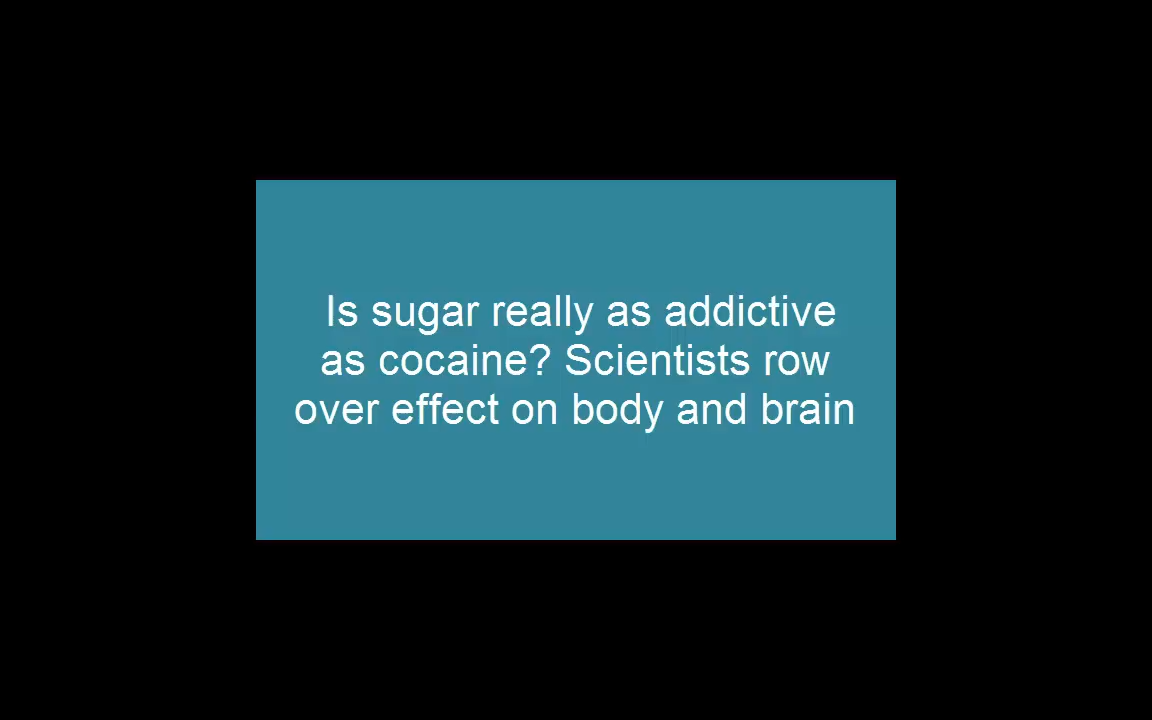 Is sugar really as addictive
as cocaine? Scientists row
over effect on body and brain